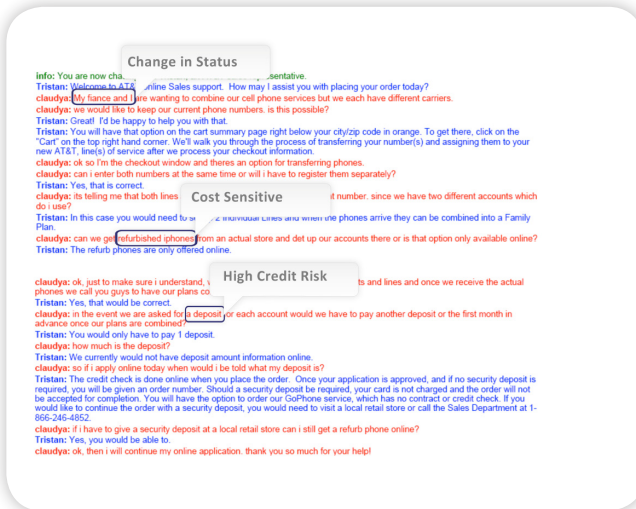 Change in Status
info: You are now cha sentative.
Tristan: Welcome to AT& nline Sales support. How may I assist you with placing your order today?
claudya: My fiance and I are wanting to combine our cell phone services but we each have different carriers.
claudya: we would like to keep our current phone numbers. is this possible?
Tristan: Great! I'd be happy to help you with that.
Tristan: You will have that option on the cart summary page right below your city/zip code in orange. To get there, click on the
"Cart" on the top right hand corner. We'll walk you through the process of transferring your number(s) and assigning them to your
new AT&T, line(s) of service after we process your checkout information.
claudya: ok so I'm the checkout window and theres an option for transferring phones.
claudya: can i enter both numbers at the same time or will i have to register them separately?
Tristan: Yes, that is correct.
claudya: its telling me that both lines nt number. since we have two different accounts which
do i use?
Cost Sensitive
Tristan: In this case you would need to 2 Individual Lines and when the phones arrive they can be combined into a Family
Plan.
claudya: can we get refurbished iphones from an actual store and det up our accounts there or is that option only available online?
Tristan: The refurb phones are only offered online.
High Credit Risk
claudya: ok, just to make sure i understand, ts and lines and once we receive the actual
phones we call you guys to have our plans co
Tristan: Yes, that would be correct.
claudya: in the event we are asked for a deposit for each account would we have to pay another deposit or the first month in
advance once our plans are combined?
Tristan: You would only have to pay 1 deposit.
claudya: how much is the deposit?
Tristan: We currently would not have deposit amount information online.
claudya: so if i apply online today when would i be told what my deposit is?
Tristan: The credit check is done online when you place the order. Once your application is approved, and if no security deposit is
required, you will be given an order number. Should a security deposit be required, your card is not charged and the order will not
be accepted for completion. You will have the option to order our GoPhone service, which has no contract or credit check. If you
would like to continue the order with a security deposit, you would need to visit a local retail store or call the Sales Department at 1-
866-246-4852.
claudya: if i have to give a security deposit at a local retail store can i still get a refurb phone online?
Tristan: Yes, you would be able to.
claudya: ok, then i will continue my online application. thank you so much for your help!